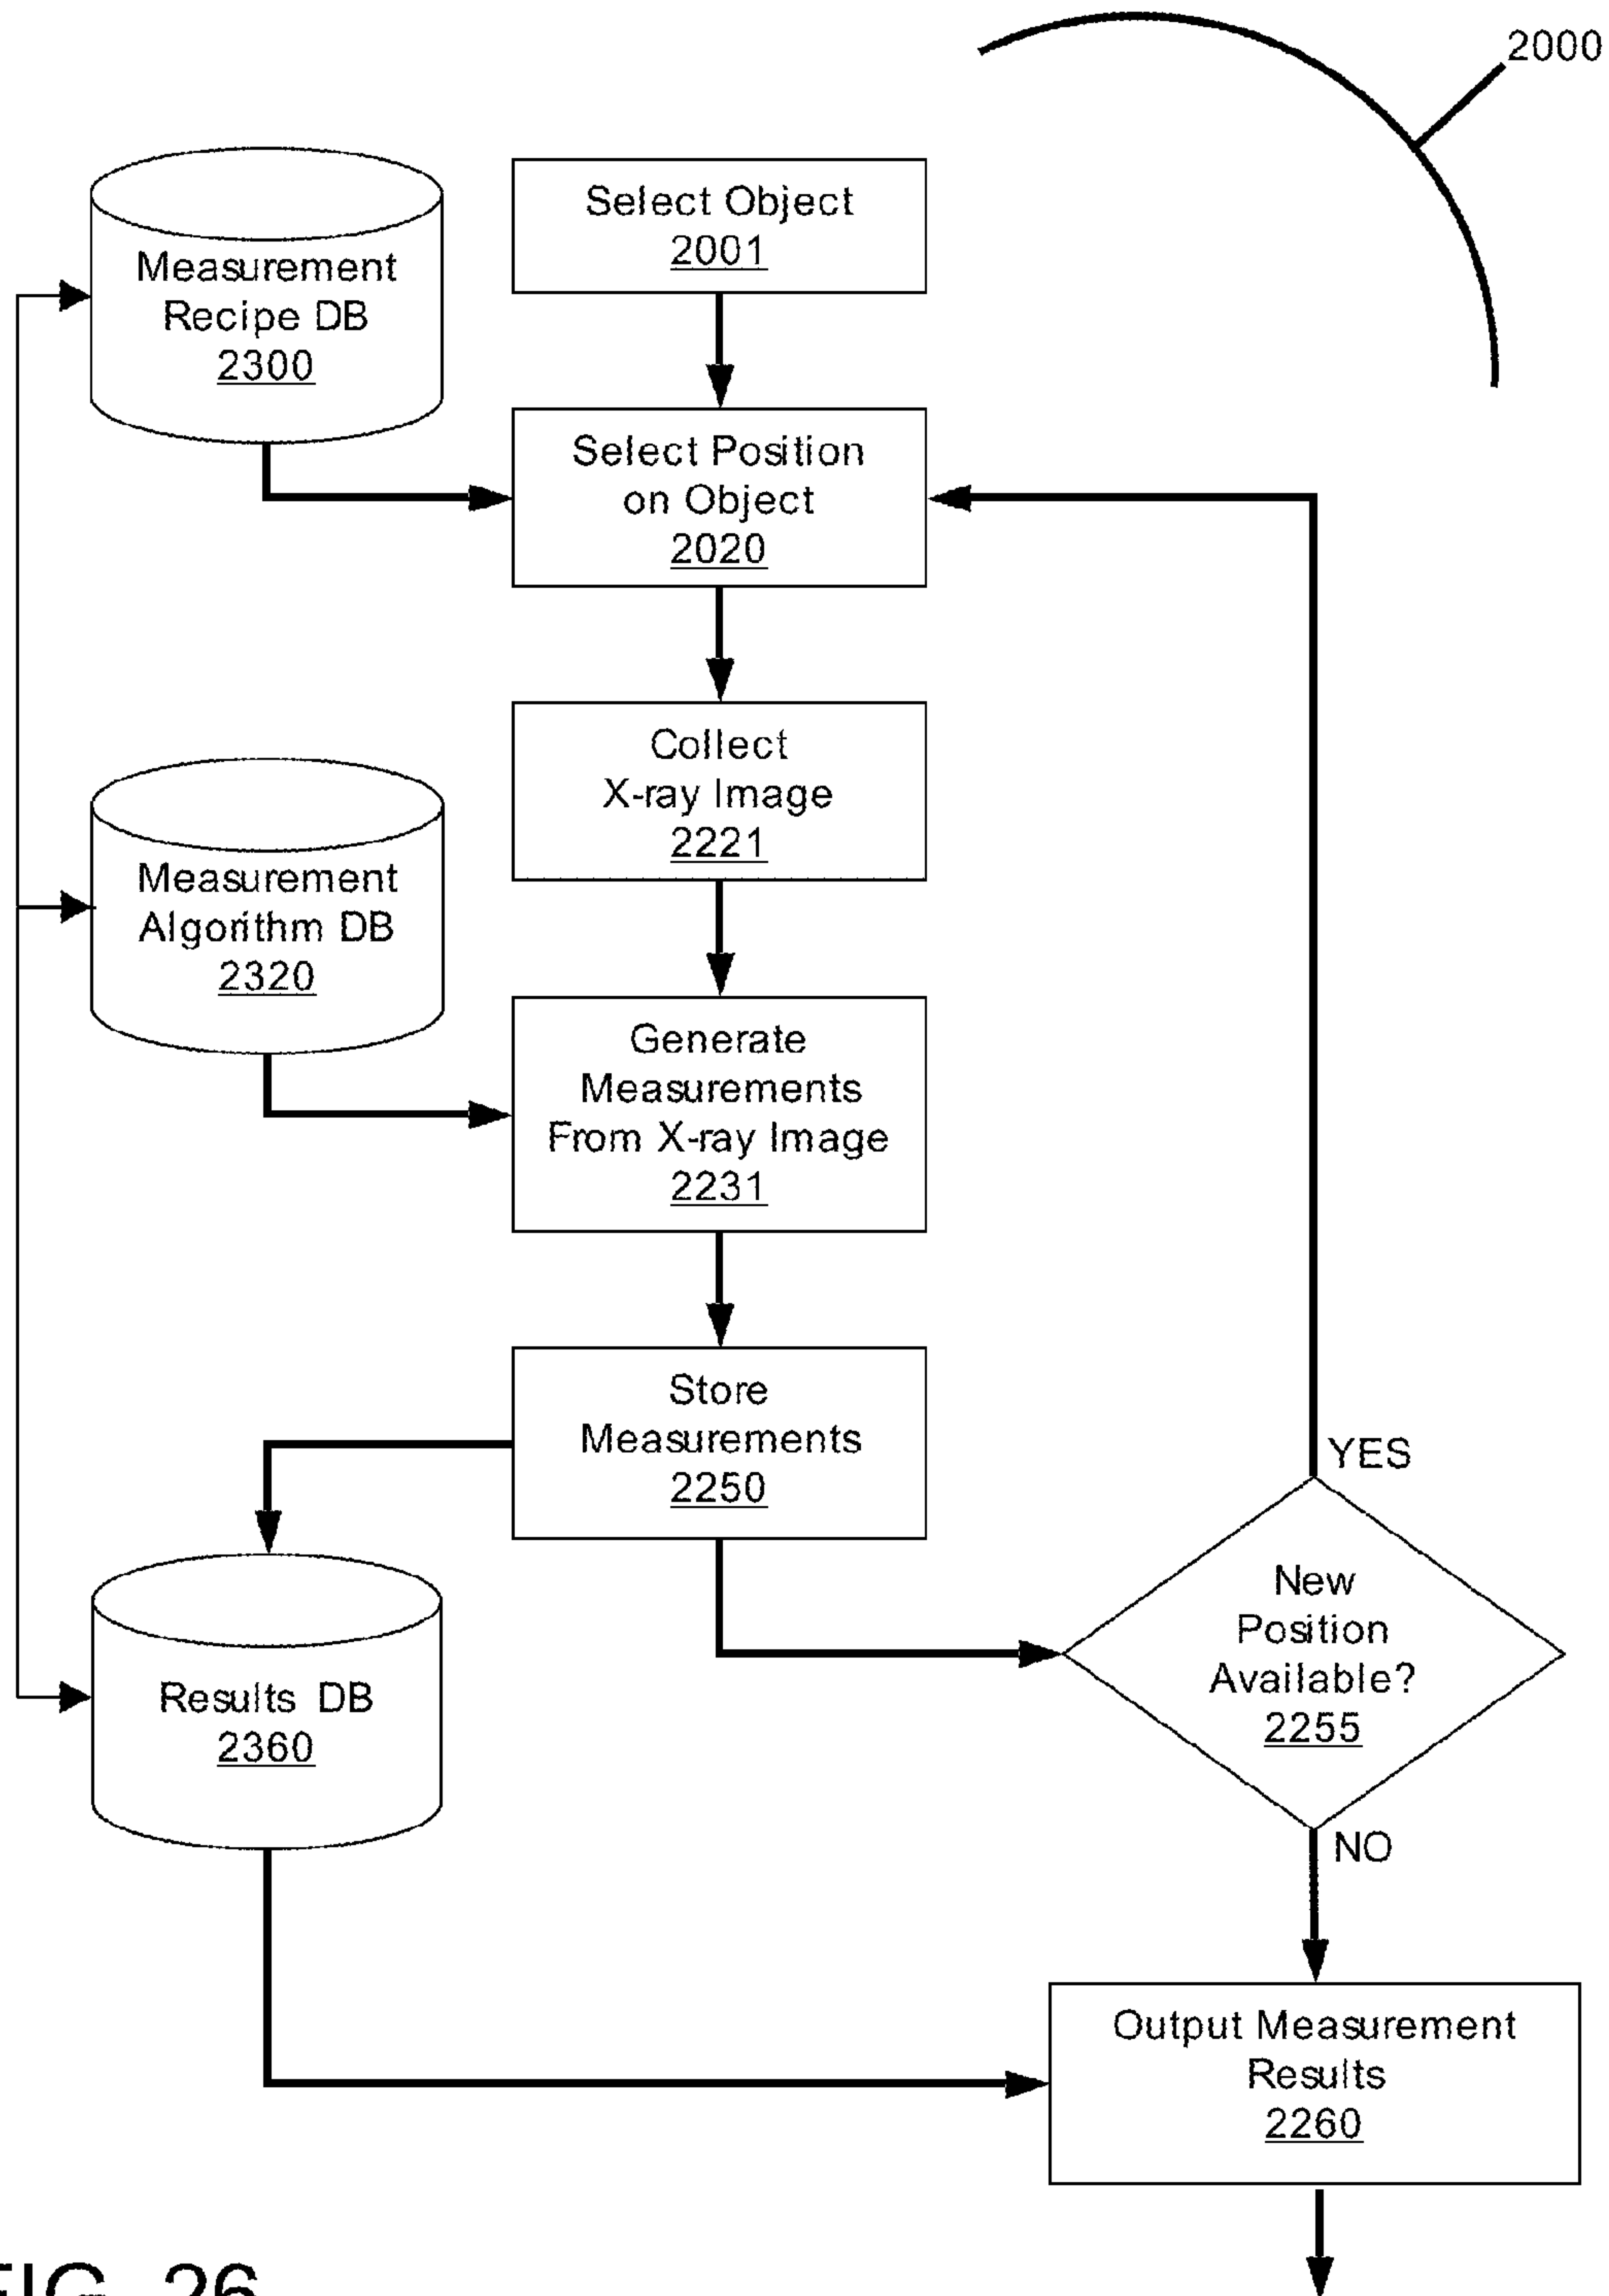 2000
Select Object
2001
Measurement
Recipe DB
2300
Select Position
on Object
2020
Collect
X-ray Image
2221
Measurement
Algorithm DB
2320
Generate
Measurements
From X-ray Image
2231
Store
Measurements
2250
YES
New
Position
Available?
2255
Results DB
2360
NO
Output Measurement
Results
2260
FIG. 26